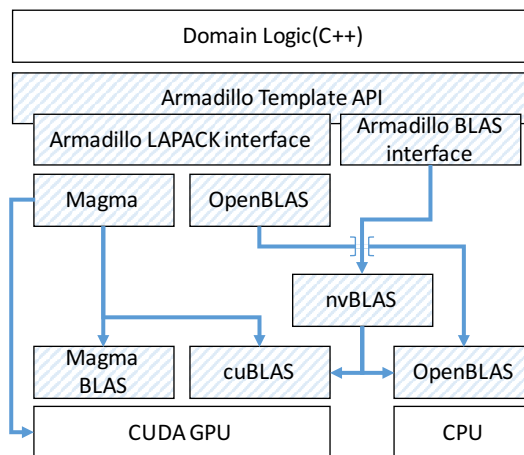 Domain Logic(C++)
Armadillo Template API
Armadillo LAPACK interface
Armadillo BLAS
interface
Magma
OpenBLAS
nvBLAS
Magma
BLAS
cuBLAS
OpenBLAS
CUDA GPU
CPU